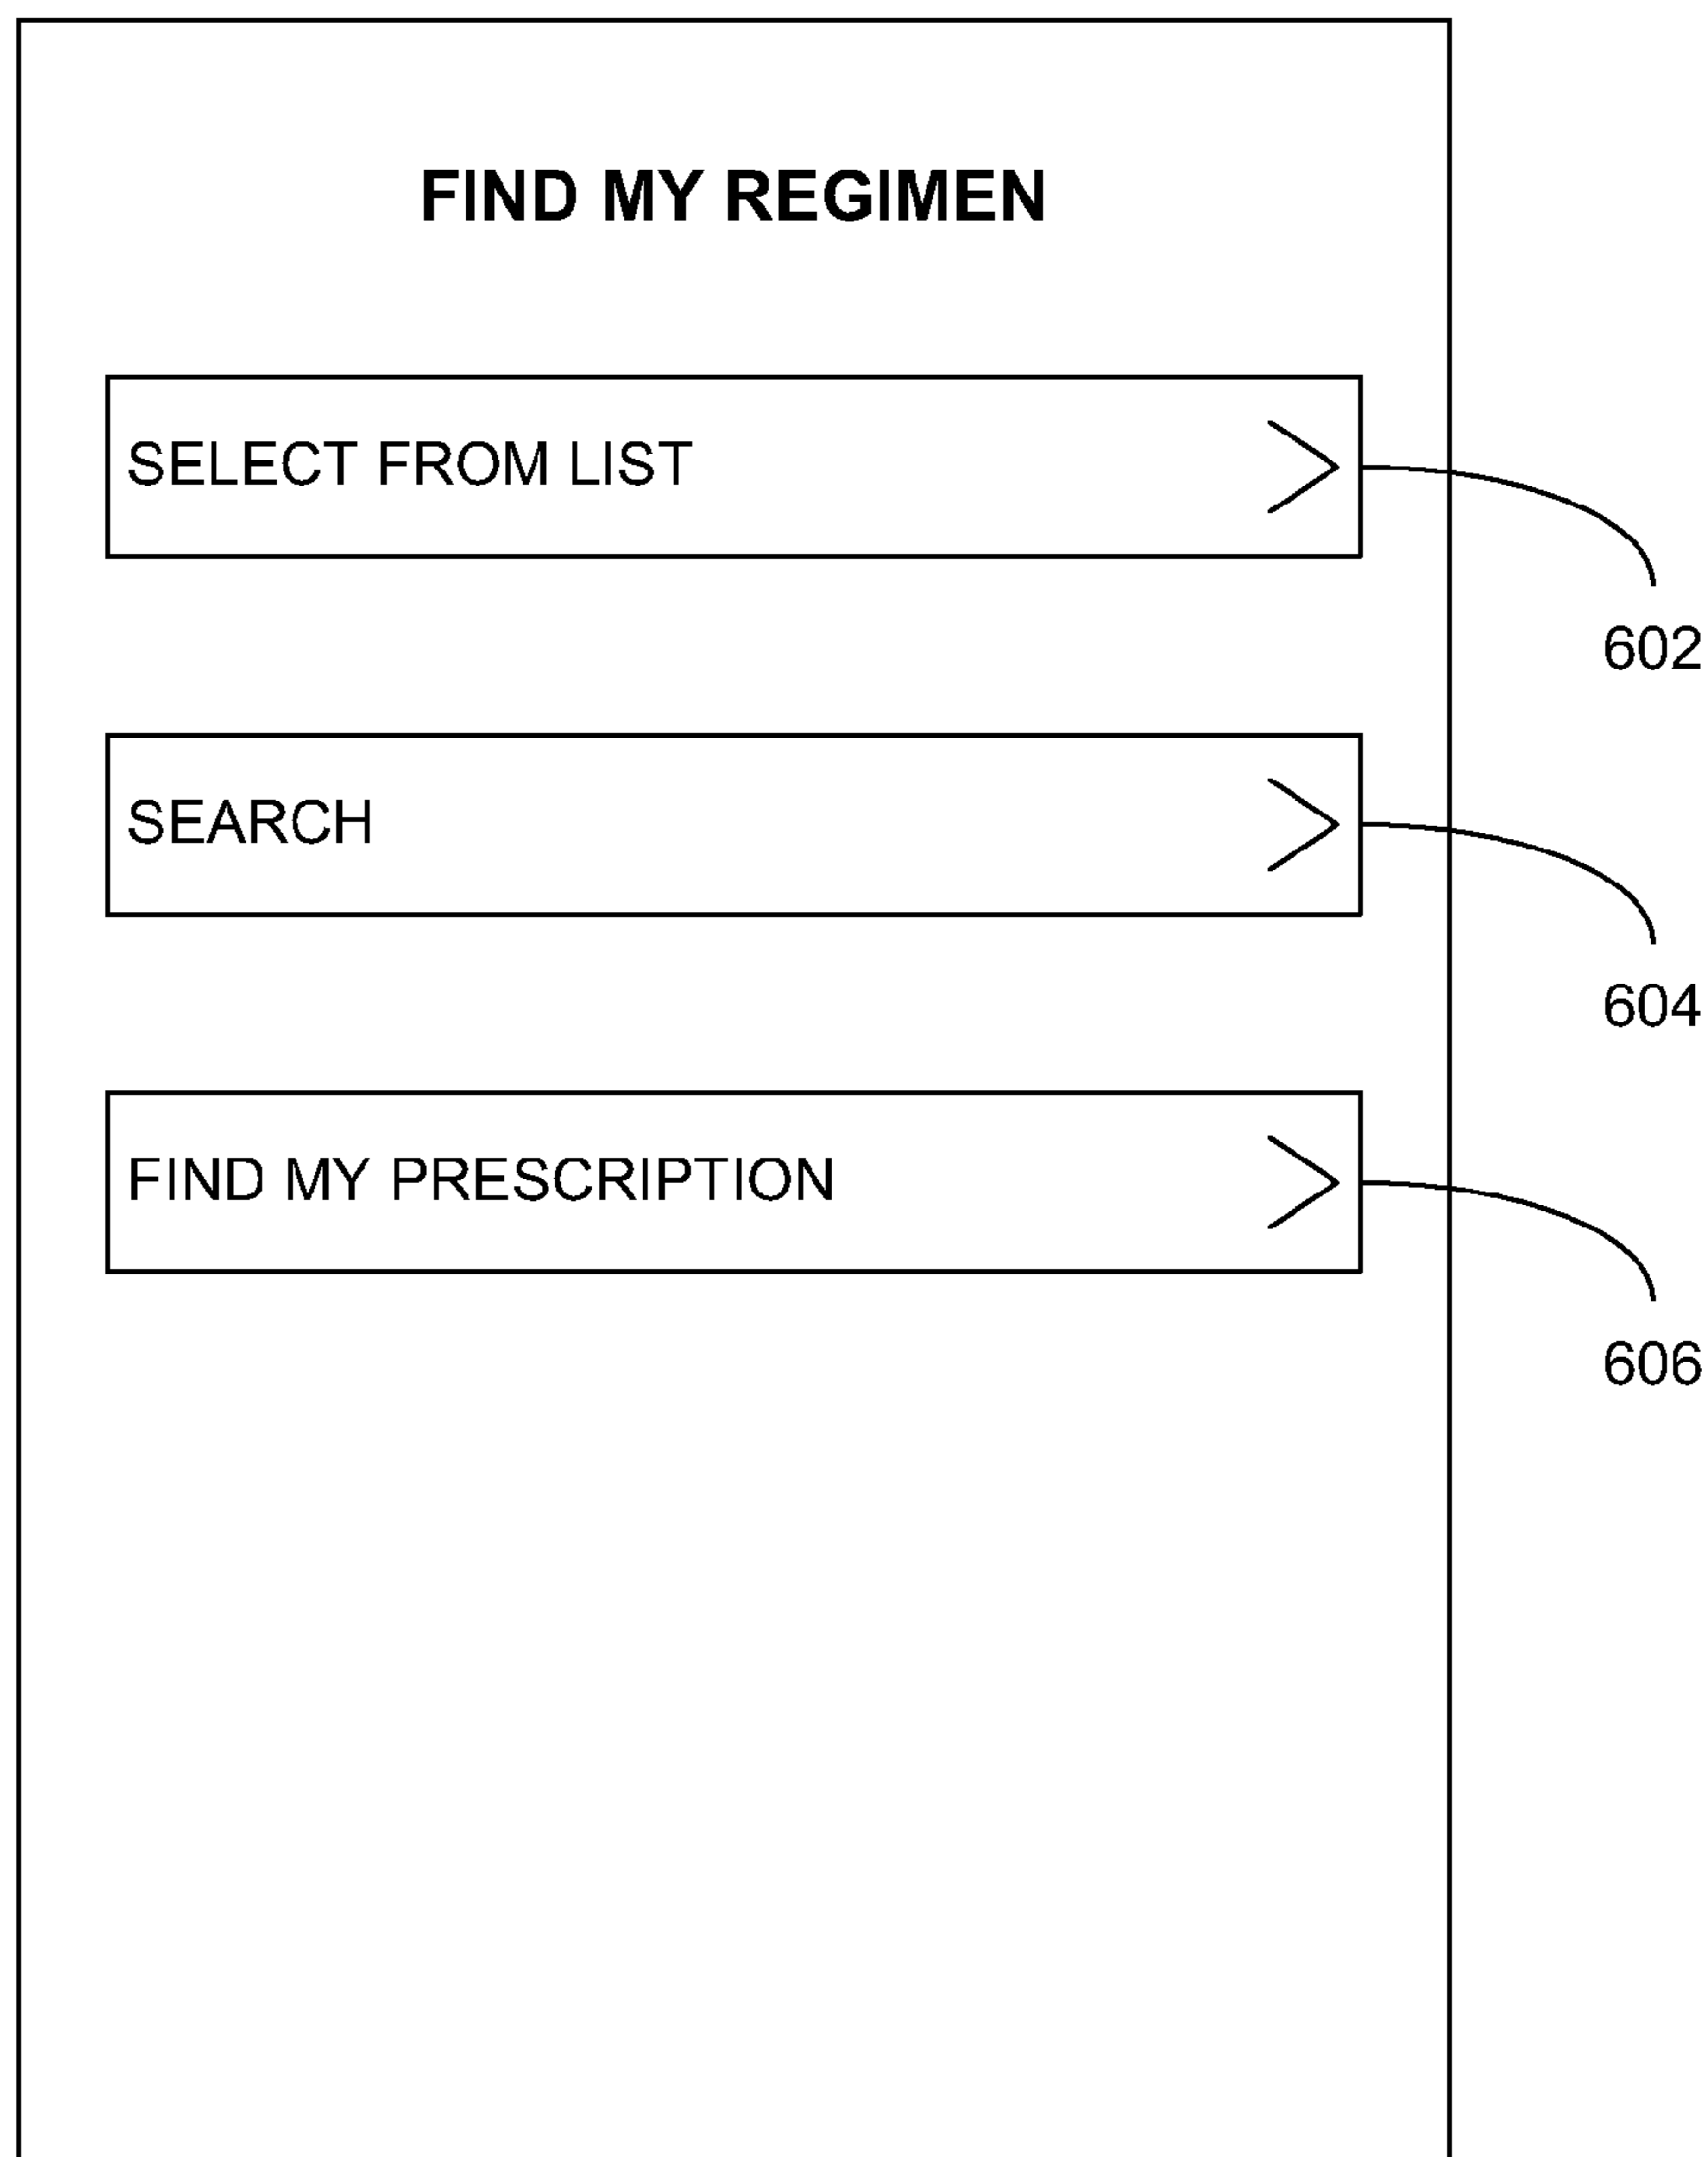 FIND MY REGIMEN
SELECT FROM LIST
602
SEARCH
604
FIND MY PRESCRIPTION
606